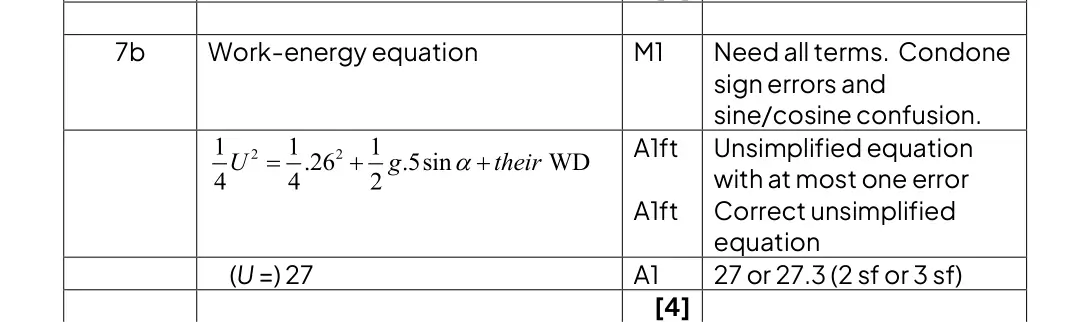 7b Work-energy equation M1 Need all terms. Condone
sign errors and
sine/cosine confusion.
1/4 U² = 1/4 .26² + 1/2 g.5 sin α + their WD A1ft Unsimplified equation
with at most one error
A1ft Correct unsimplified
equation
(U =) 27 A1 27 or 27.3 (2 sf or 3 sf)
[4]